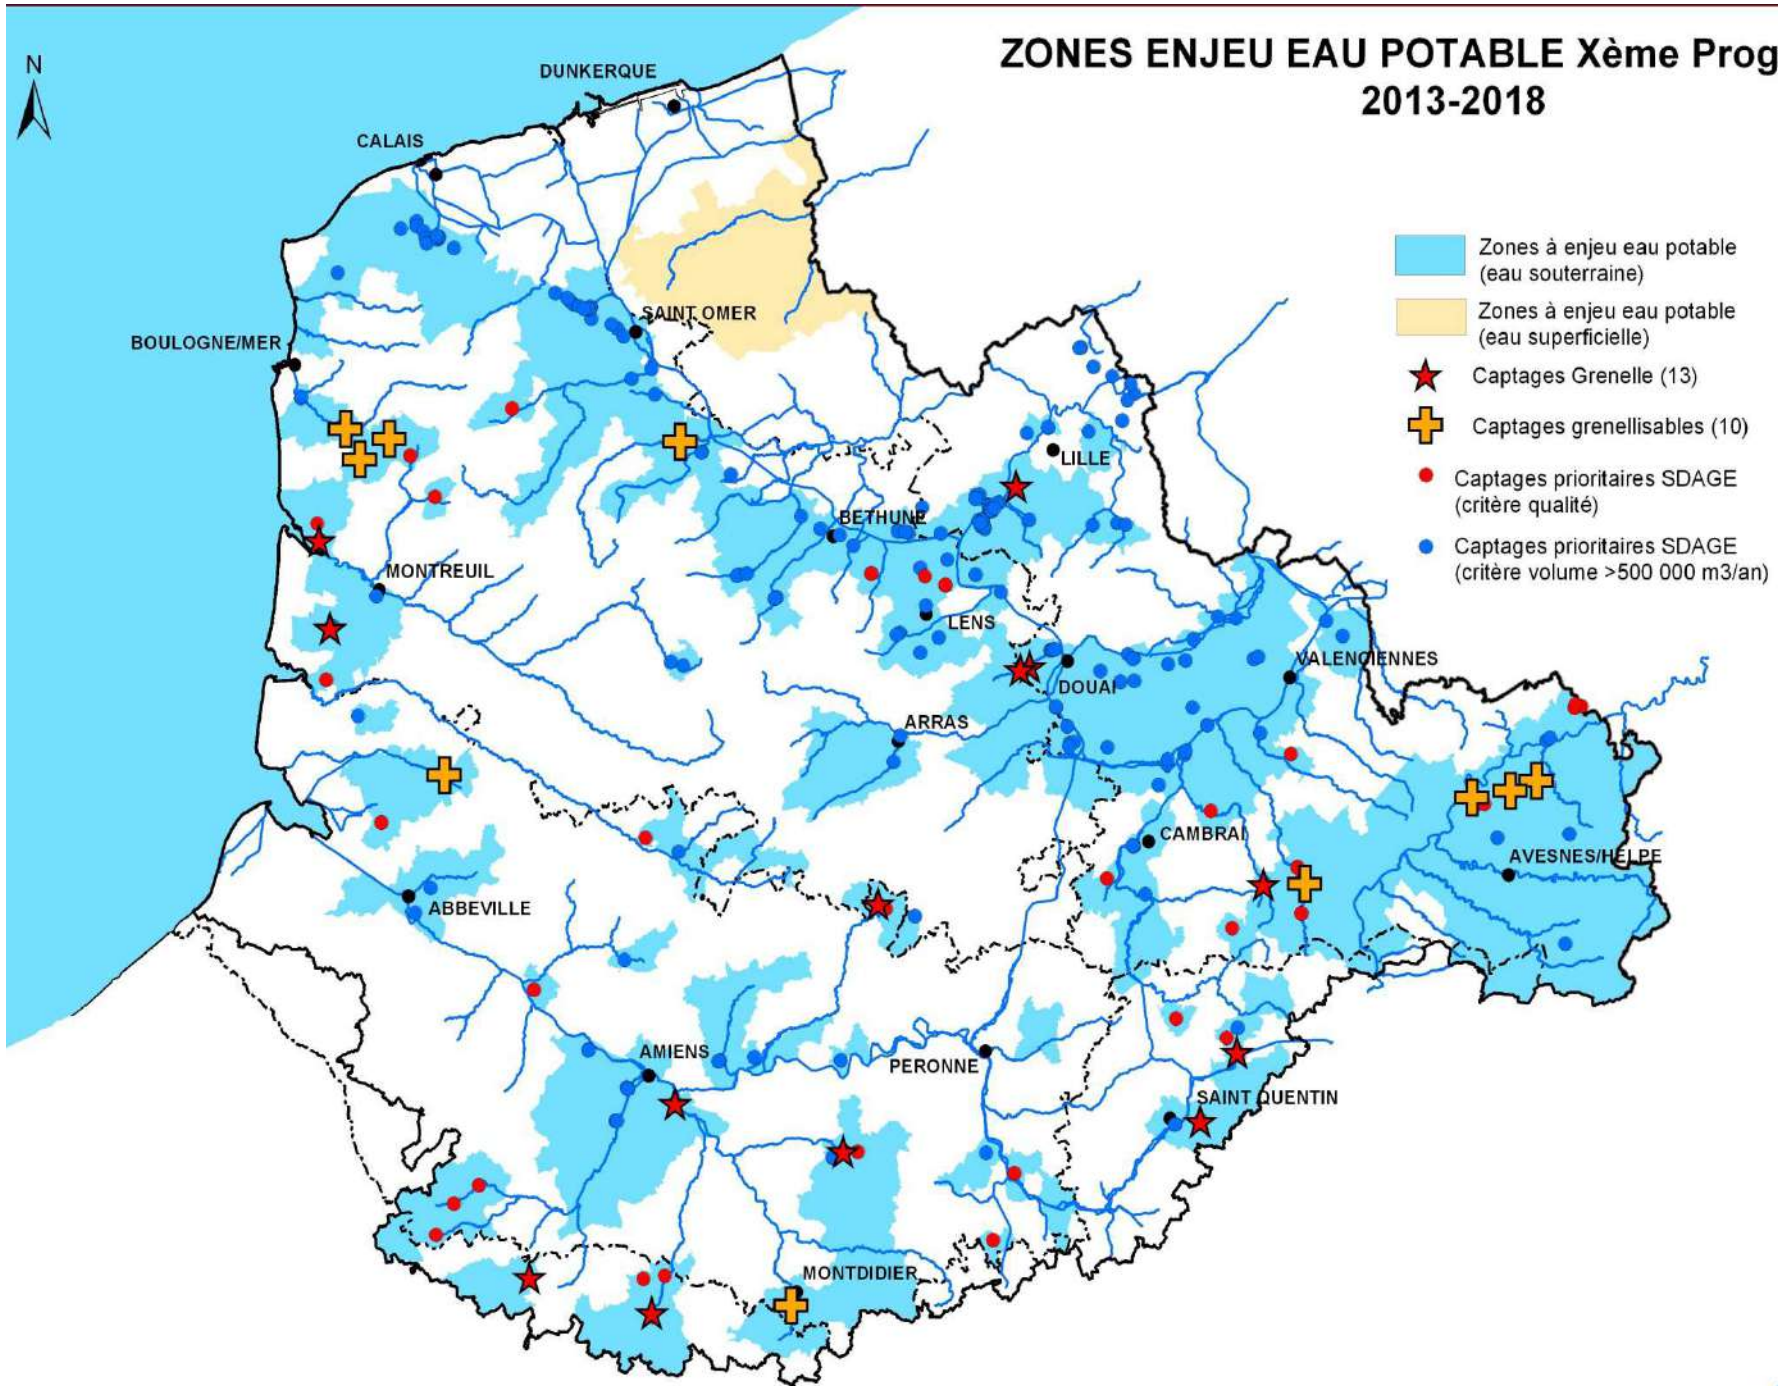 ZONES ENJEU EAU POTABLE Xème Prog
2013-2018
N
DUNKERQUE
CALAIS
SAINT OMER
BOULOGNE/MER
LILLE
BETHUNE
MONTREUIL
LENS
VALENCIENNES
DOUAI
ARRAS
CAMBRAI
AVESNES/HELPE
ABBEVILLE
AMIENS
PERONNE
SAINT QUENTIN
MONTDIDIER
Zones à enjeu eau potable
(eau souterraine)
Zones à enjeu eau potable
(eau superficielle)
Captages Grenelle (13)
Captages grenellisables (10)
Captages prioritaires SDAGE
(critère qualité)
Captages prioritaires SDAGE
(critère volume >500 000 m3/an)